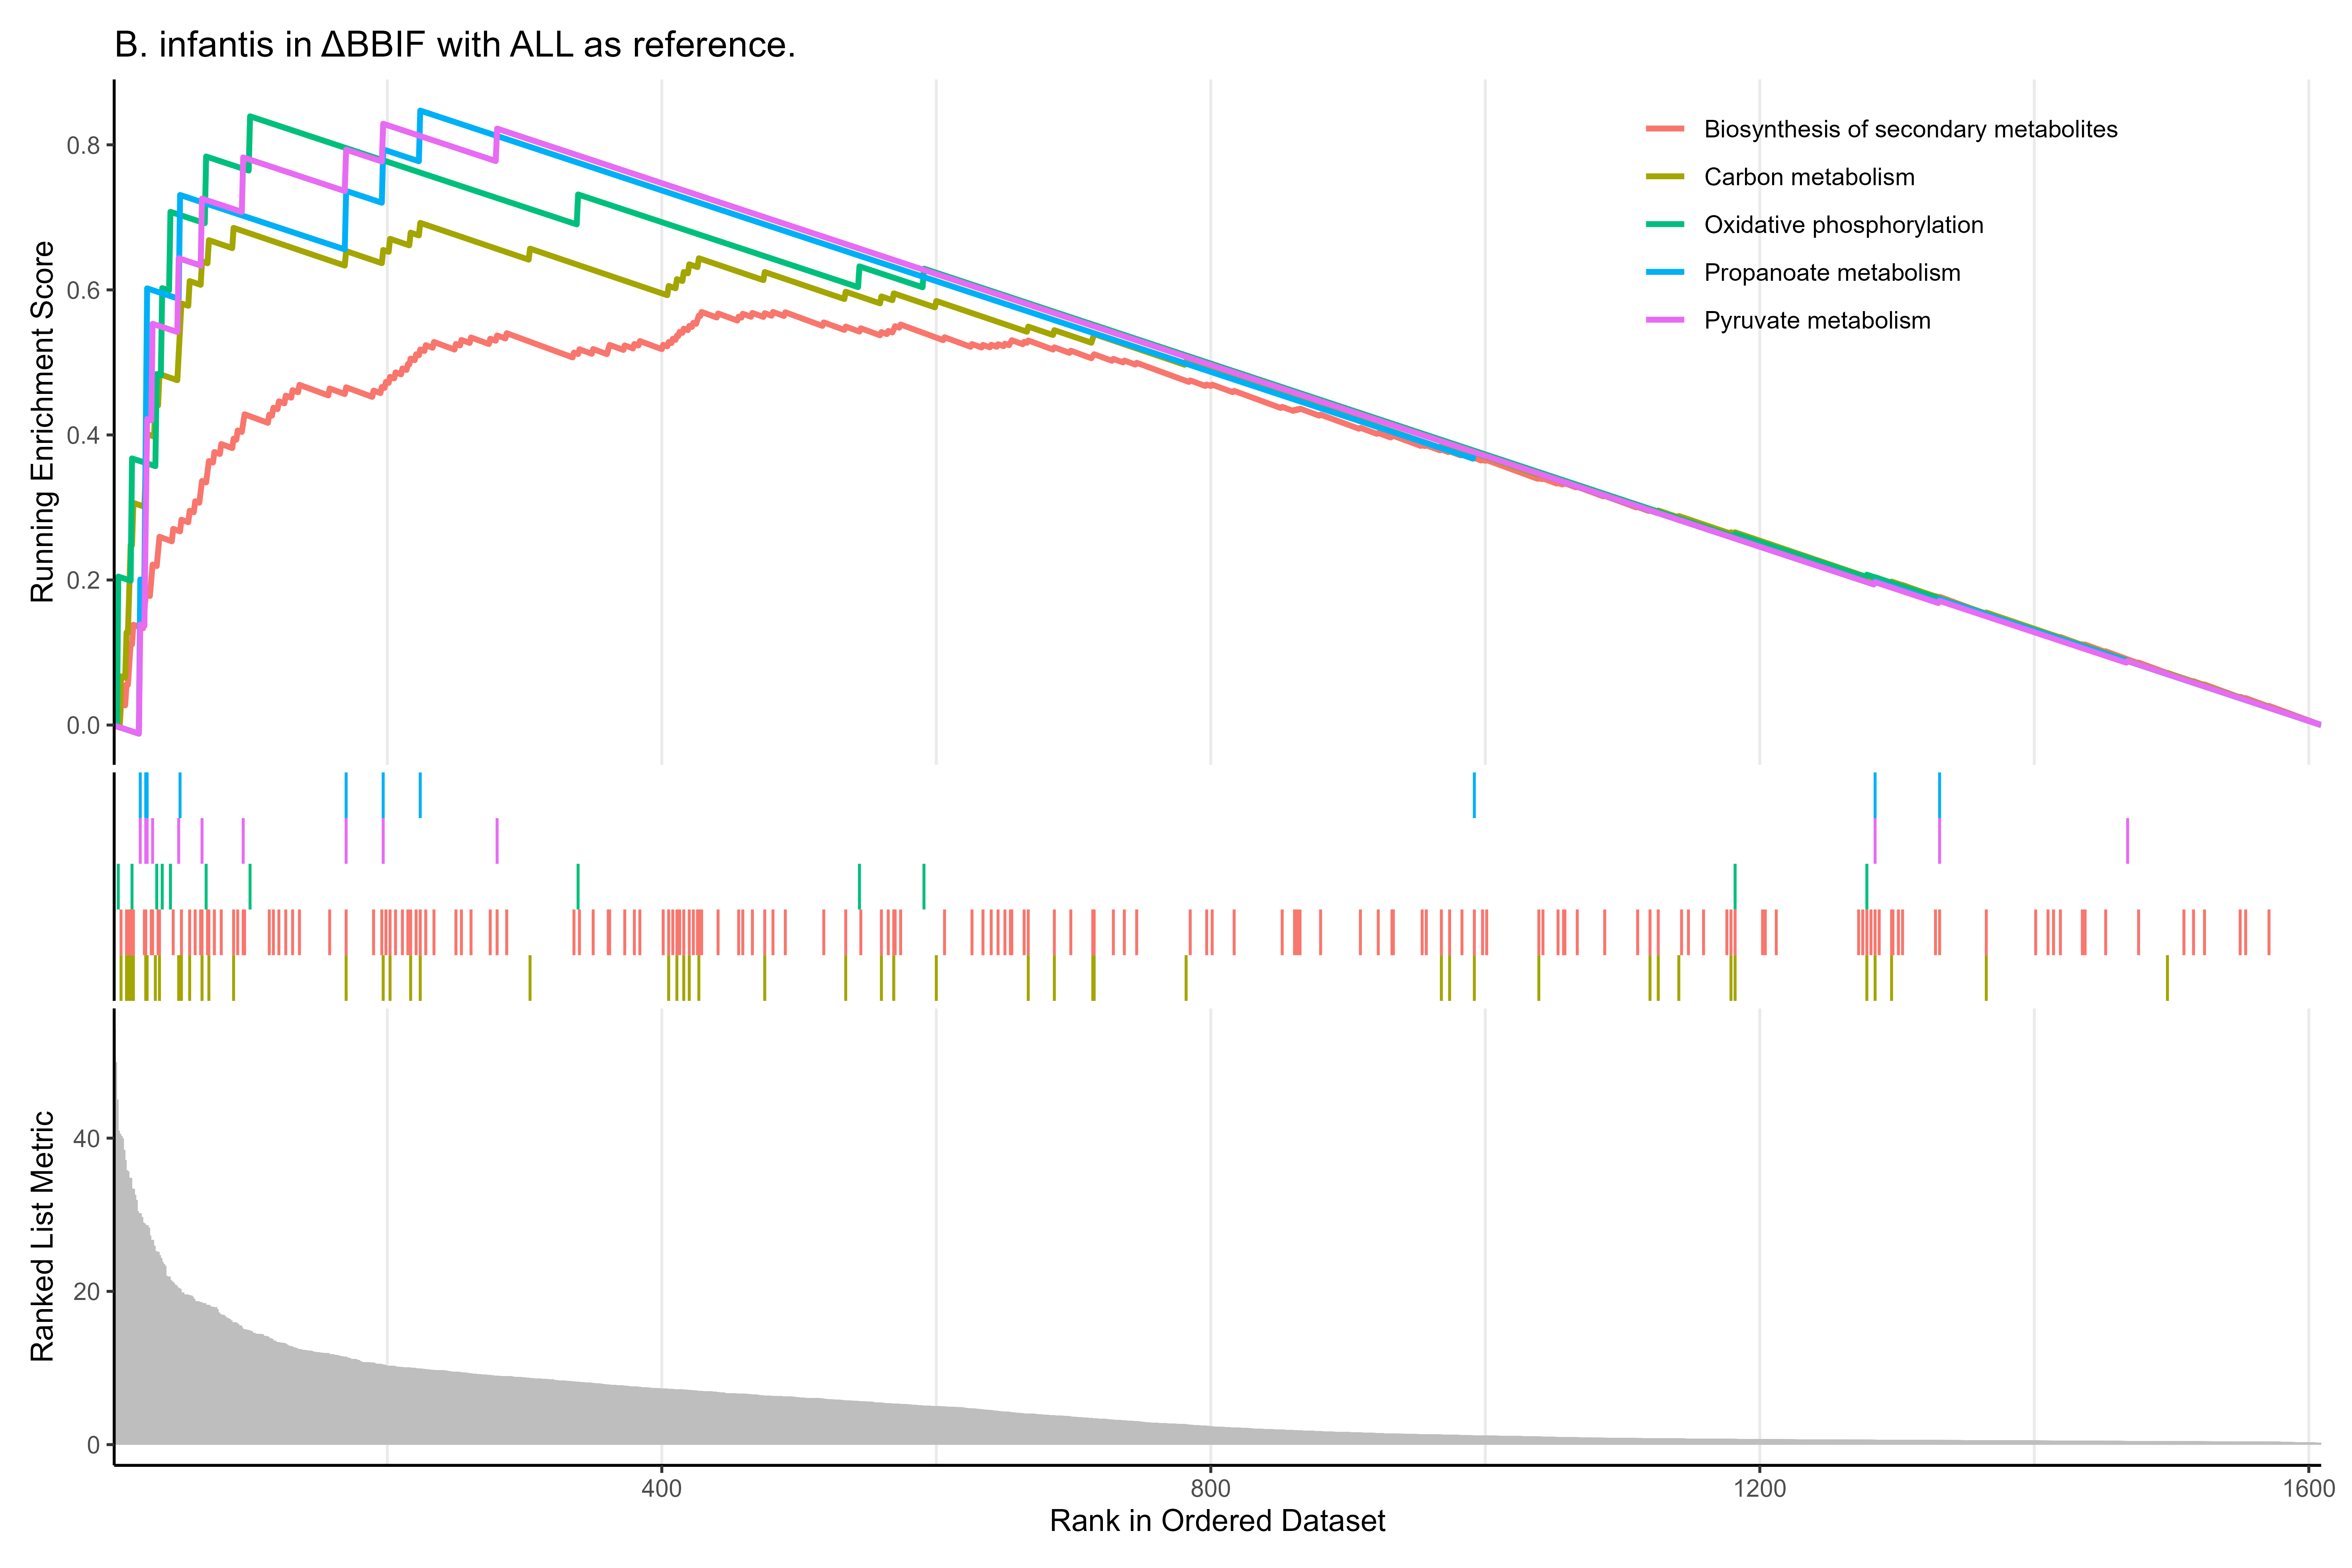 B. infantis in ΔBBIF with ALL as reference.
Running Enrichment Score
0.8
0.6
0.4
0.2
0.0
Biosynthesis of secondary metabolites
Carbon metabolism
Oxidative phosphorylation
Propanoate metabolism
Pyruvate metabolism
Ranked List Metric
40
20
0
400 800 1200 1600
Rank in Ordered Dataset